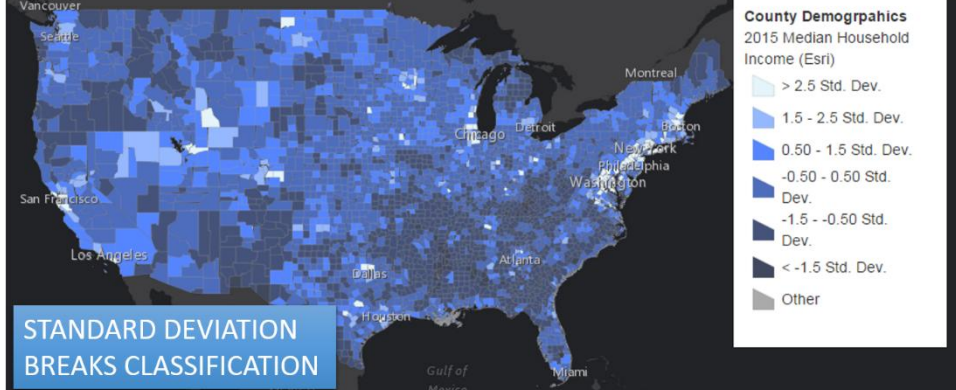 Vancouver
Seattle
Montreal
Chicago
Detroit
Boston
New York
Philadelphia
Washington
San Francisco
Los Angeles
Atlanta
Dallas
Houston
Gulf of
Mexico
Miami
STANDARD DEVIATION
BREAKS CLASSIFICATION
County Demogrpahics
2015 Median Household
Income (Esri)
> 2.5 Std. Dev.
1.5 - 2.5 Std. Dev.
0.50 - 1.5 Std. Dev.
-0.50 - 0.50 Std.
Dev.
-1.5 - -0.50 Std.
Dev.
< -1.5 Std. Dev.
Other